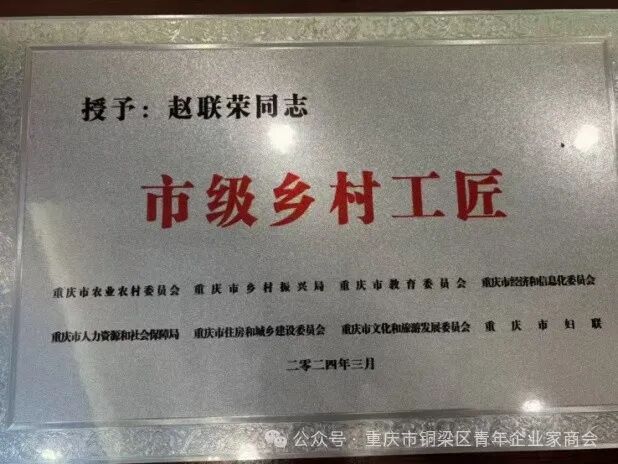 授予：赵联荣同志
市级乡村工匠
重庆市农业农村委员会 重庆市乡村振兴局 重庆市教育委员会 重庆市经济和信息化委员会
重庆市人力资源和社会保障局 重庆市住房和城乡建设委员会 重庆市文化和旅游发展委员会 重庆市妇联
二零二四年三月
公众号·重庆市铜梁区青年企业家商会